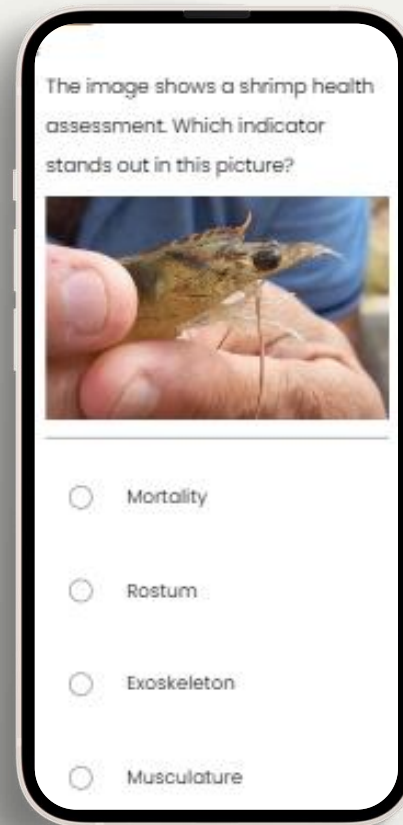 The image shows a shrimp health
assessment. Which indicator
stands out in this picture?
Mortality
Rostum
Exoskeleton
Musculature